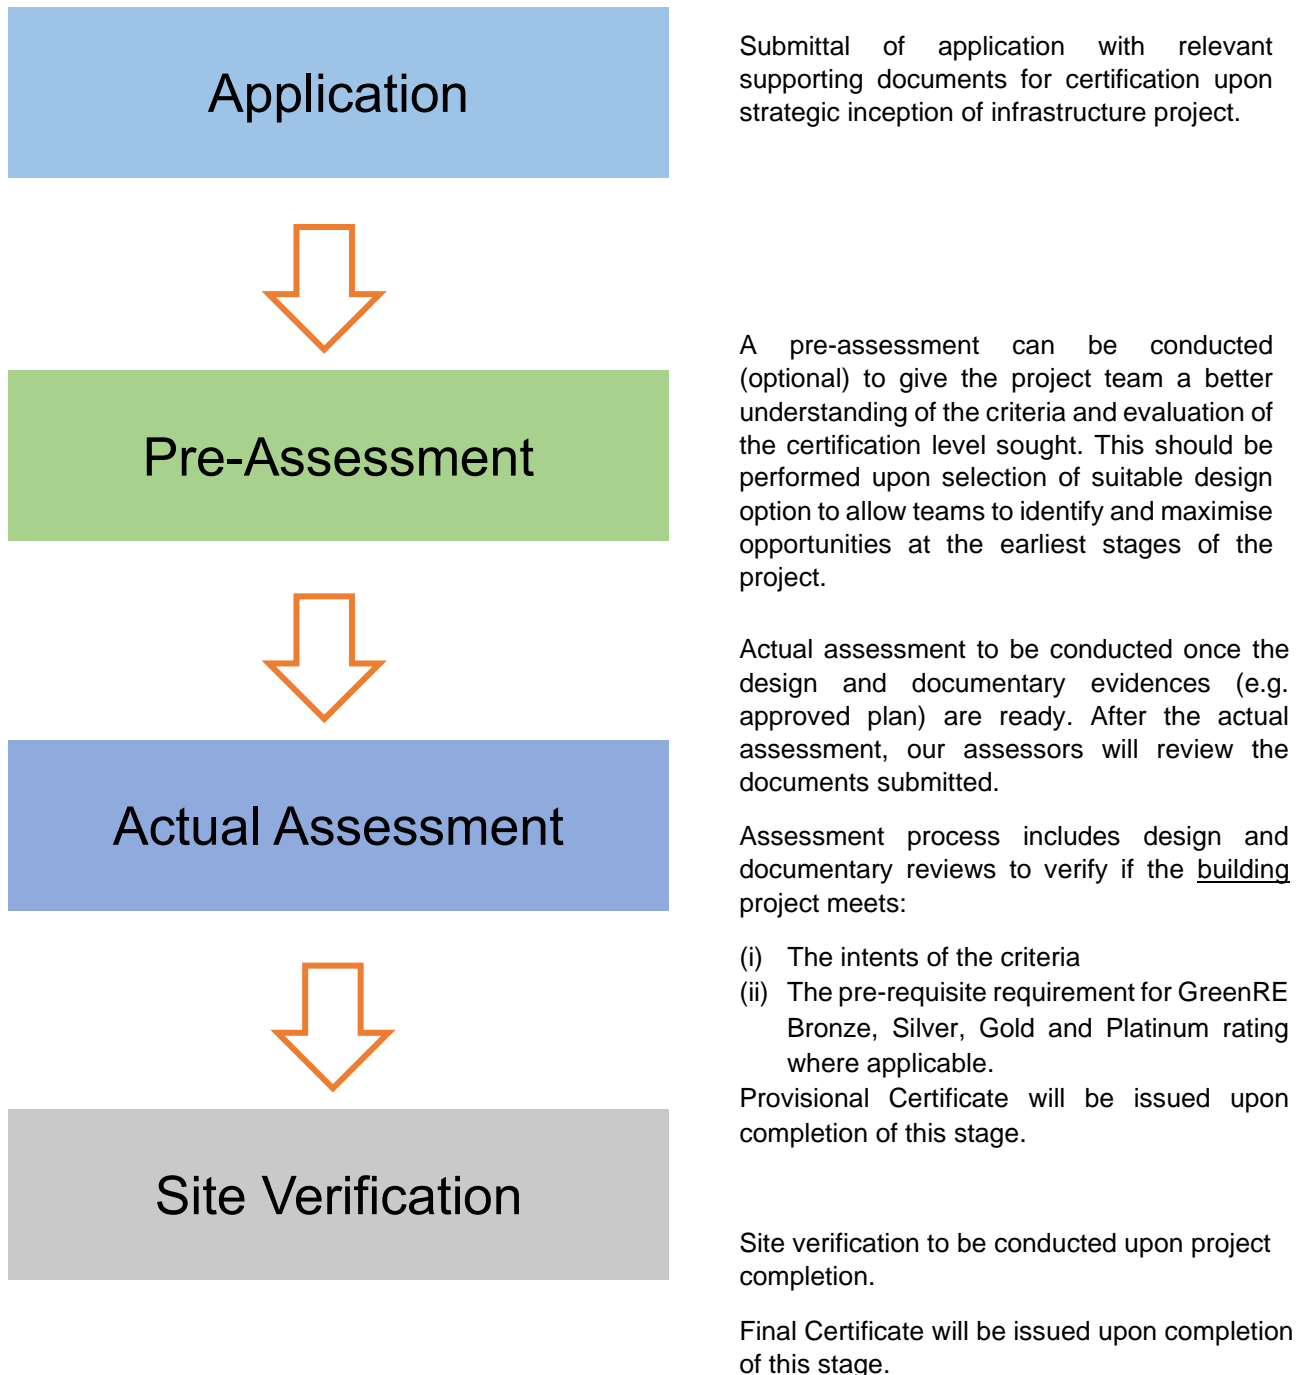 Application
Submittal of application with relevant
supporting documents for certification upon
strategic inception of infrastructure project.
Pre-Assessment
A pre-assessment can be conducted
(optional) to give the project team a better
understanding of the criteria and evaluation of
the certification level sought. This should be
performed upon selection of suitable design
option to allow teams to identify and maximise
opportunities at the earliest stages of the
project.
Actual Assessment
Actual assessment to be conducted once the
design and documentary evidences (e.g.
approved plan) are ready. After the actual
assessment, our assessors will review the
documents submitted.
Assessment process includes design and
documentary reviews to verify if the building
project meets:
(i) The intents of the criteria
(ii) The pre-requisite requirement for GreenRE
Bronze, Silver, Gold and Platinum rating
where applicable.
Provisional Certificate will be issued upon
completion of this stage.
Site Verification
Site verification to be conducted upon project
completion.
Final Certificate will be issued upon completion
of this stage.